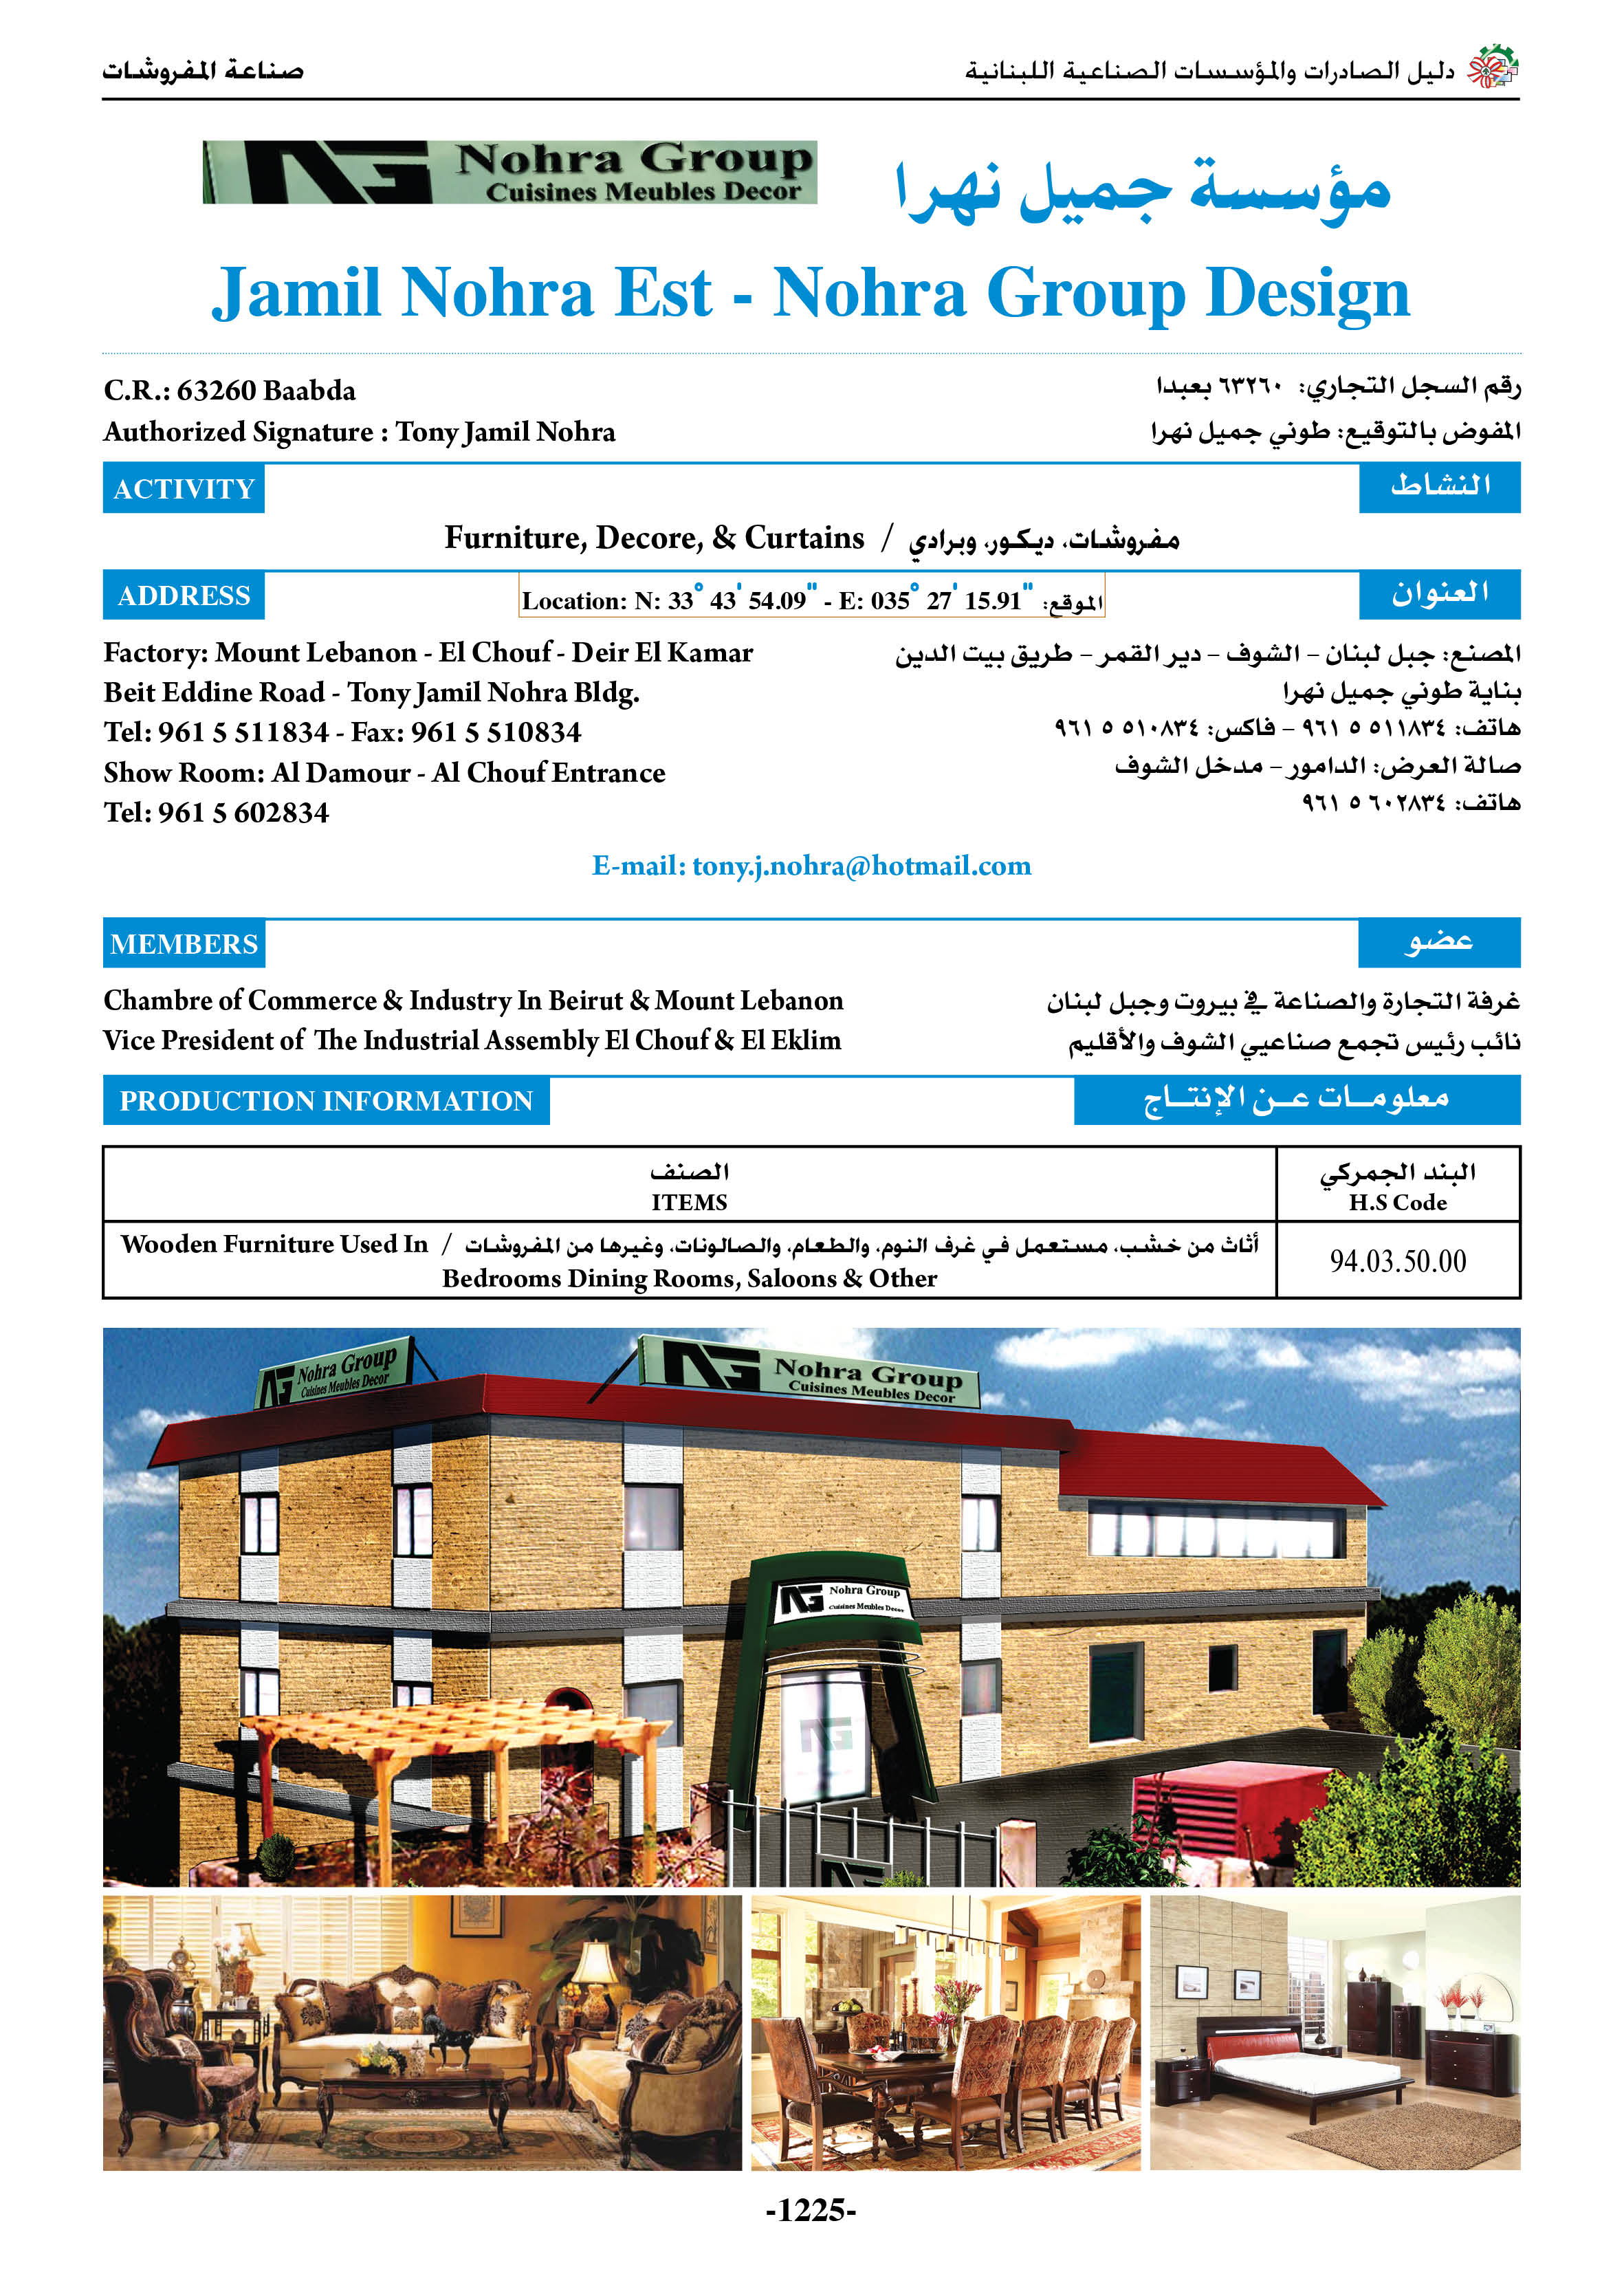 صناعة المفروشات
دليل الصادرات والمؤسسات الصناعية اللبنانية
Nohra Group
Cuisines Meubles Decor
مؤسسة جميل نهرا
Jamil Nohra Est - Nohra Group Design
C.R.: 63260 Baabda
رقم السجل التجاري: ٦٣٢٦٠ بعبدا
Authorized Signature : Tony Jamil Nohra
المفوض بالتوقيع: طوني جميل نهرا
ACTIVITY
النشاط
Furniture, Decore, & Curtains / مفروشات، ديكور، وبرادي
ADDRESS
Location: N: 33° 43' 54.09" - E: 035° 27' 15.91" :الموقع
العنوان
Factory: Mount Lebanon - El Chouf - Deir El Kamar
Beit Eddine Road - Tony Jamil Nohra Bldg.
Tel: 961 5 511834 - Fax: 961 5 510834
Show Room: Al Damour - Al Chouf Entrance
Tel: 961 5 602834
المصنع: جبل لبنان – الشوف – دير القمر – طريق بيت الدين
بناية طوني جميل نهرا
هاتف: ٥١١٨٣٤ ٥ ٩٦١ – فاكس: ٥١٠٨٣٤ ٥ ٩٦١
صالة العرض: الدامور – مدخل الشوف
هاتف: ٦٠٢٨٣٤ ٥ ٩٦١
E-mail: tony.j.nohra@hotmail.com
MEMBERS
عضو
Chambre of Commerce & Industry In Beirut & Mount Lebanon
Vice President of The Industrial Assembly El Chouf & El Eklim
غرفة التجارة والصناعة في بيروت وجبل لبنان
نائب رئيس تجمع صناعيي الشوف والأقليم
PRODUCTION INFORMATION
معلومـات عـن الإنتـاج
الصنف
ITEMS
البند الجمركي
H.S Code
Wooden Furniture Used In / أثاث من خشب، مستعمل في غرف النوم، والطعام، والصالونات، وغيرها من المفروشات
Bedrooms Dining Rooms, Saloons & Other
94.03.50.00
Nohra Group
Cuisines Meubles Decor
Nohra Group
Cuisines Meubles Decor
Nohra Group
Cuisines Meubles Decor
-1225-